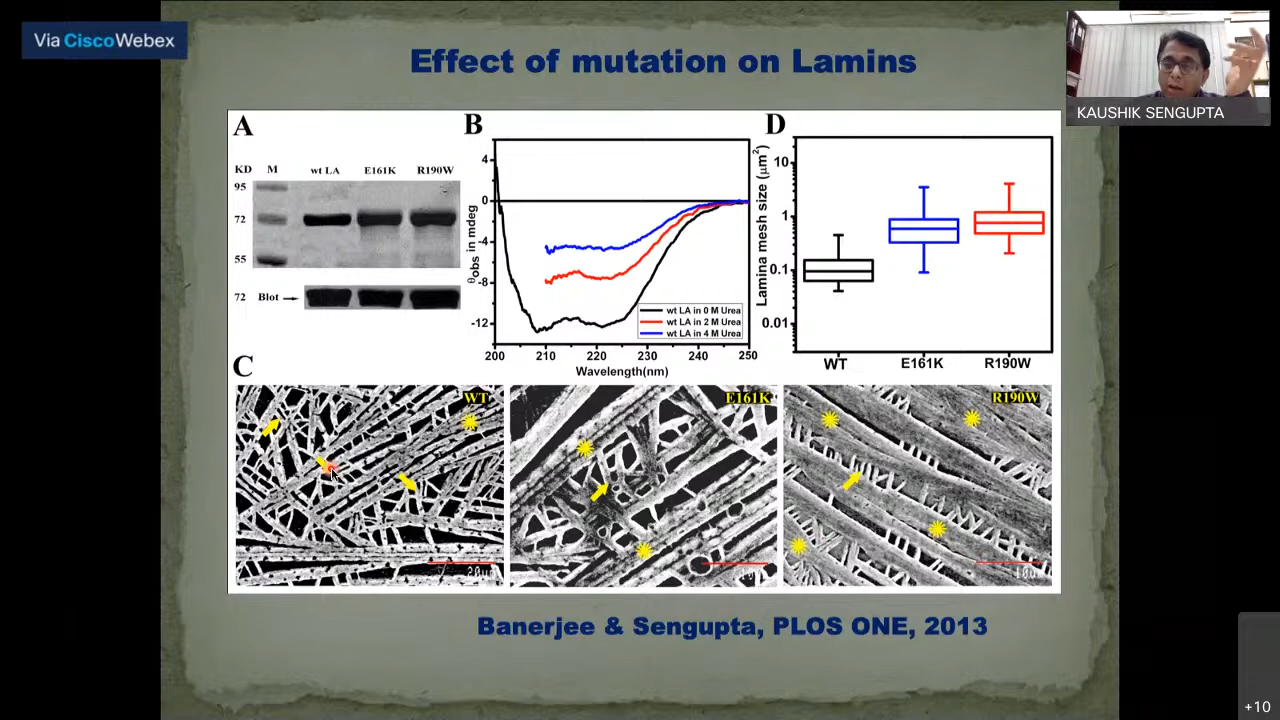 Via CiscoWebex
Effect of mutation on Lamins
KAUSHIK SENGUPTA
A
KD M wt LA E161K R190W
95
72
55
72 Blot
B
θobs in mdeg
4
0
-4
-8
-12
wt LA in 0 M Urea
wt LA in 2 M Urea
wt LA in 4 M Urea
200 210 220 230 240 250
Wavelength(nm)
D
Lamina mesh size (μm²)
10
1
0.1
0.01
WT E161K R190W
C
WT
20μm
E161K
R190W
10μm
Banerjee & Sengupta, PLOS ONE, 2013
+10